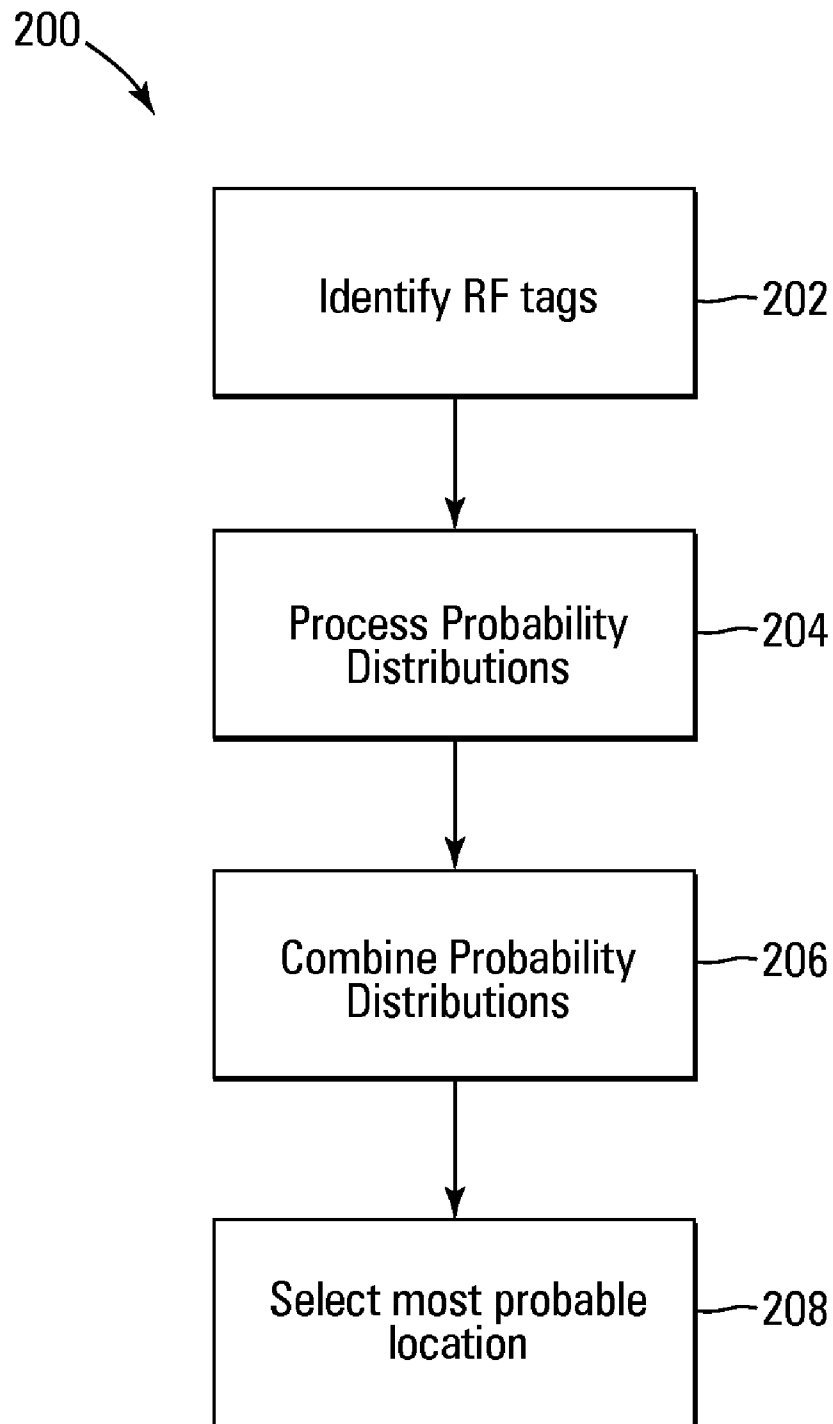 200
Identify RF tags
202
Process Probability
Distributions
204
Combine Probability
Distributions
206
Select most probable
location
208